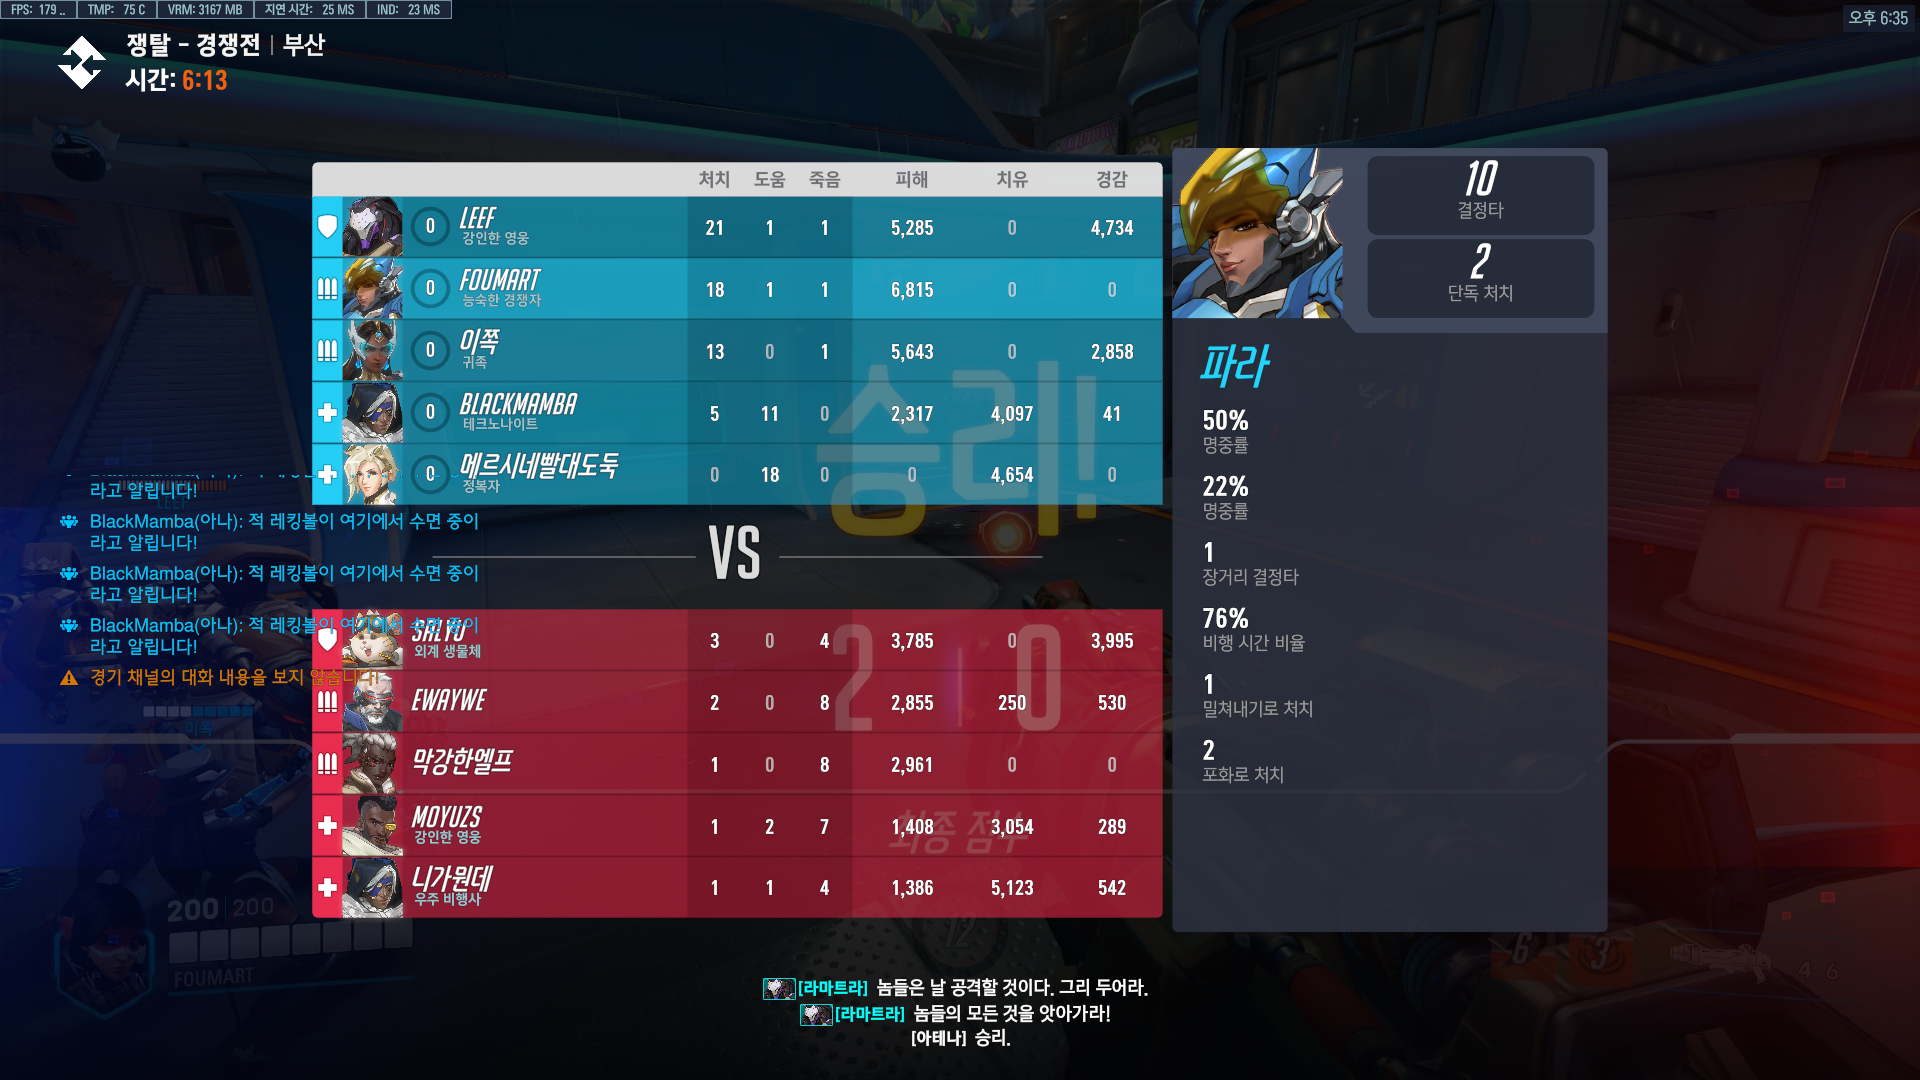 FPS: 179 ..
TMP: 75 C
VRM: 3167 MB
지연 시간: 25 MS
IND: 23 MS
오후 6:35
쟁탈 - 경쟁전 | 부산
시간: 6:13
처치 도움 죽음 피해 치유 경감
0 LEEF 21 1 1 5,285 0 4,734
강인한 영웅
0 FOUMART 18 1 1 6,815 0 0
능숙한 경쟁자
0 이쪽 13 0 1 5,643 0 2,858
귀족
0 BLACKMAMBA 5 11 0 2,317 4,097 41
테크노나이트
0 메르시네빨대도둑 0 18 0 0 4,654 0
정복자
승리!
VS
라고 알립니다!
BlackMamba(아나): 적 레킹볼이 여기에서 수면 중이
라고 알립니다!
BlackMamba(아나): 적 레킹볼이 여기에서 수면 중이
라고 알립니다!
BlackMamba(아나): 적 레킹볼이 여기에서 수면 중이
라고 알립니다!
경기 채널의 대화 내용을 보지 않습니다!
SALYU 3 0 4 3,785 0 3,995
외계 생물체
EWAYWE 2 0 8 2,855 250 530
막강한엘프 1 0 8 2,961 0 0
MOYUZS 1 2 7 1,408 3,054 289
강인한 영웅
니가뭔데 1 1 4 1,386 5,123 542
우주 비행사
2 | 0
최종 점수
이쪽
10
결정타
2
단독 처치
파라
50%
명중률
22%
명중률
1
장거리 결정타
76%
비행 시간 비율
1
밀쳐내기로 처치
2
포화로 처치
200 | 200
FOUMART
12
6
3
4 6
[라마트라] 놈들은 날 공격할 것이다. 그리 두어라.
[라마트라] 놈들의 모든 것을 앗아가라!
[아테나] 승리.